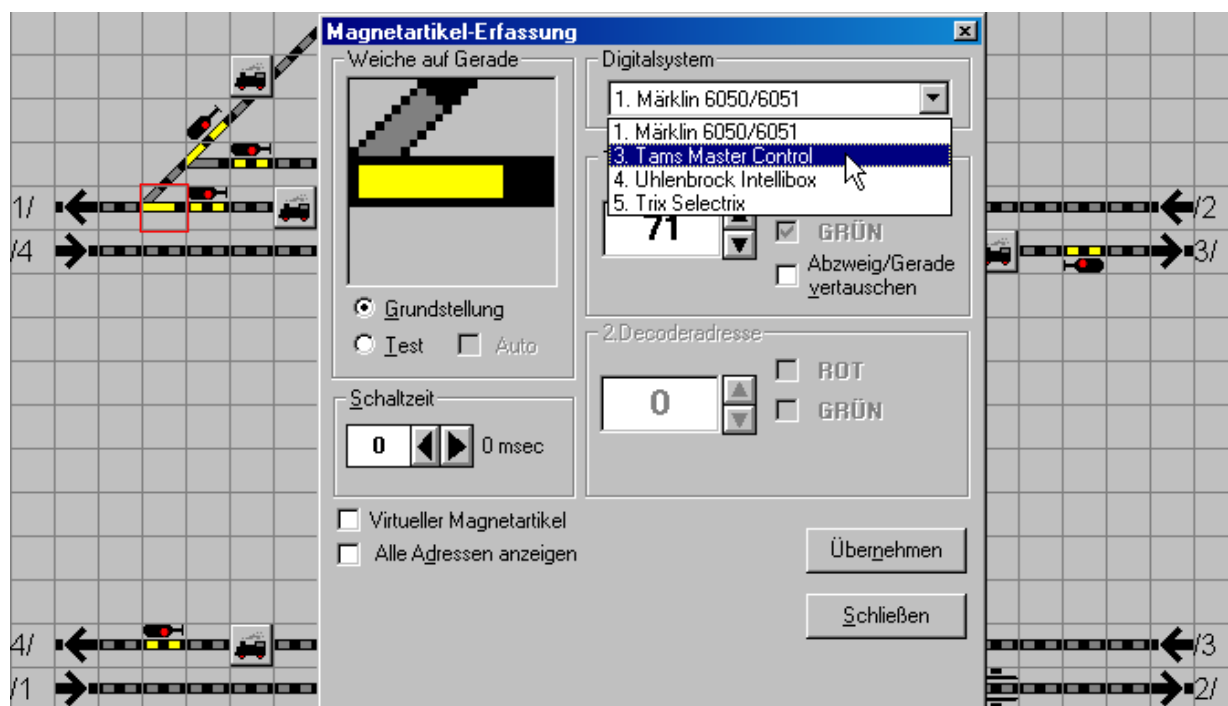 Magnetartikel-Erfassung
Weiche auf Gerade
Digitalsystem
1. Märklin 6050/6051
1. Märklin 6050/6051
3. Tams Master Control
4. Uhlenbrock Intellibox
5. Trix Selectrix
71
GRÜN
Abzweig/Gerade
vertauschen
Grundstellung
Test
Auto
2.Decoderadresse
ROT
0
GRÜN
Schaltzeit
0
0 msec
Virtueller Magnetartikel
Alle Adressen anzeigen
Übernehmen
Schließen
1/
/4
/2
3/
4/
/1
/3
2/